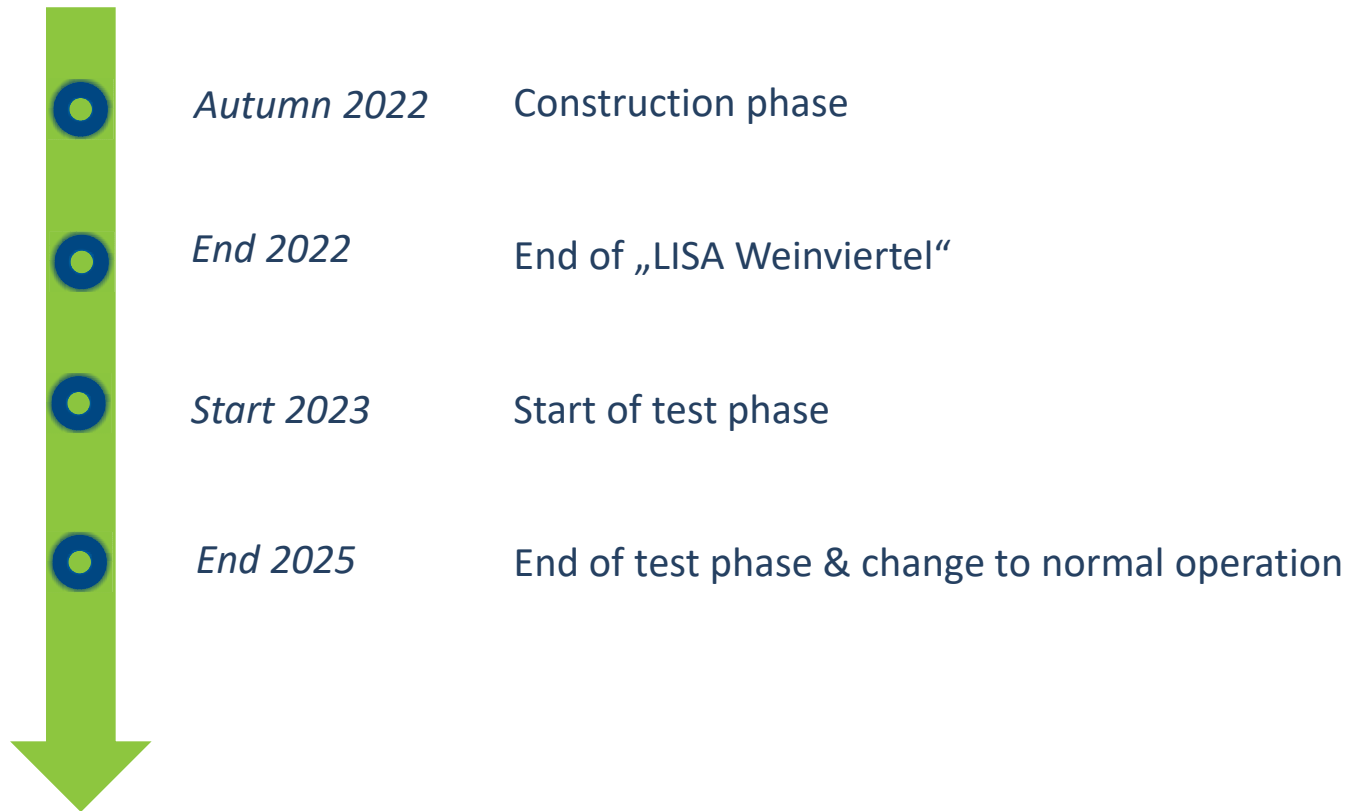 Autumn 2022 Construction phase
End 2022 End of „LISA Weinviertel“
Start 2023 Start of test phase
End 2025 End of test phase & change to normal operation